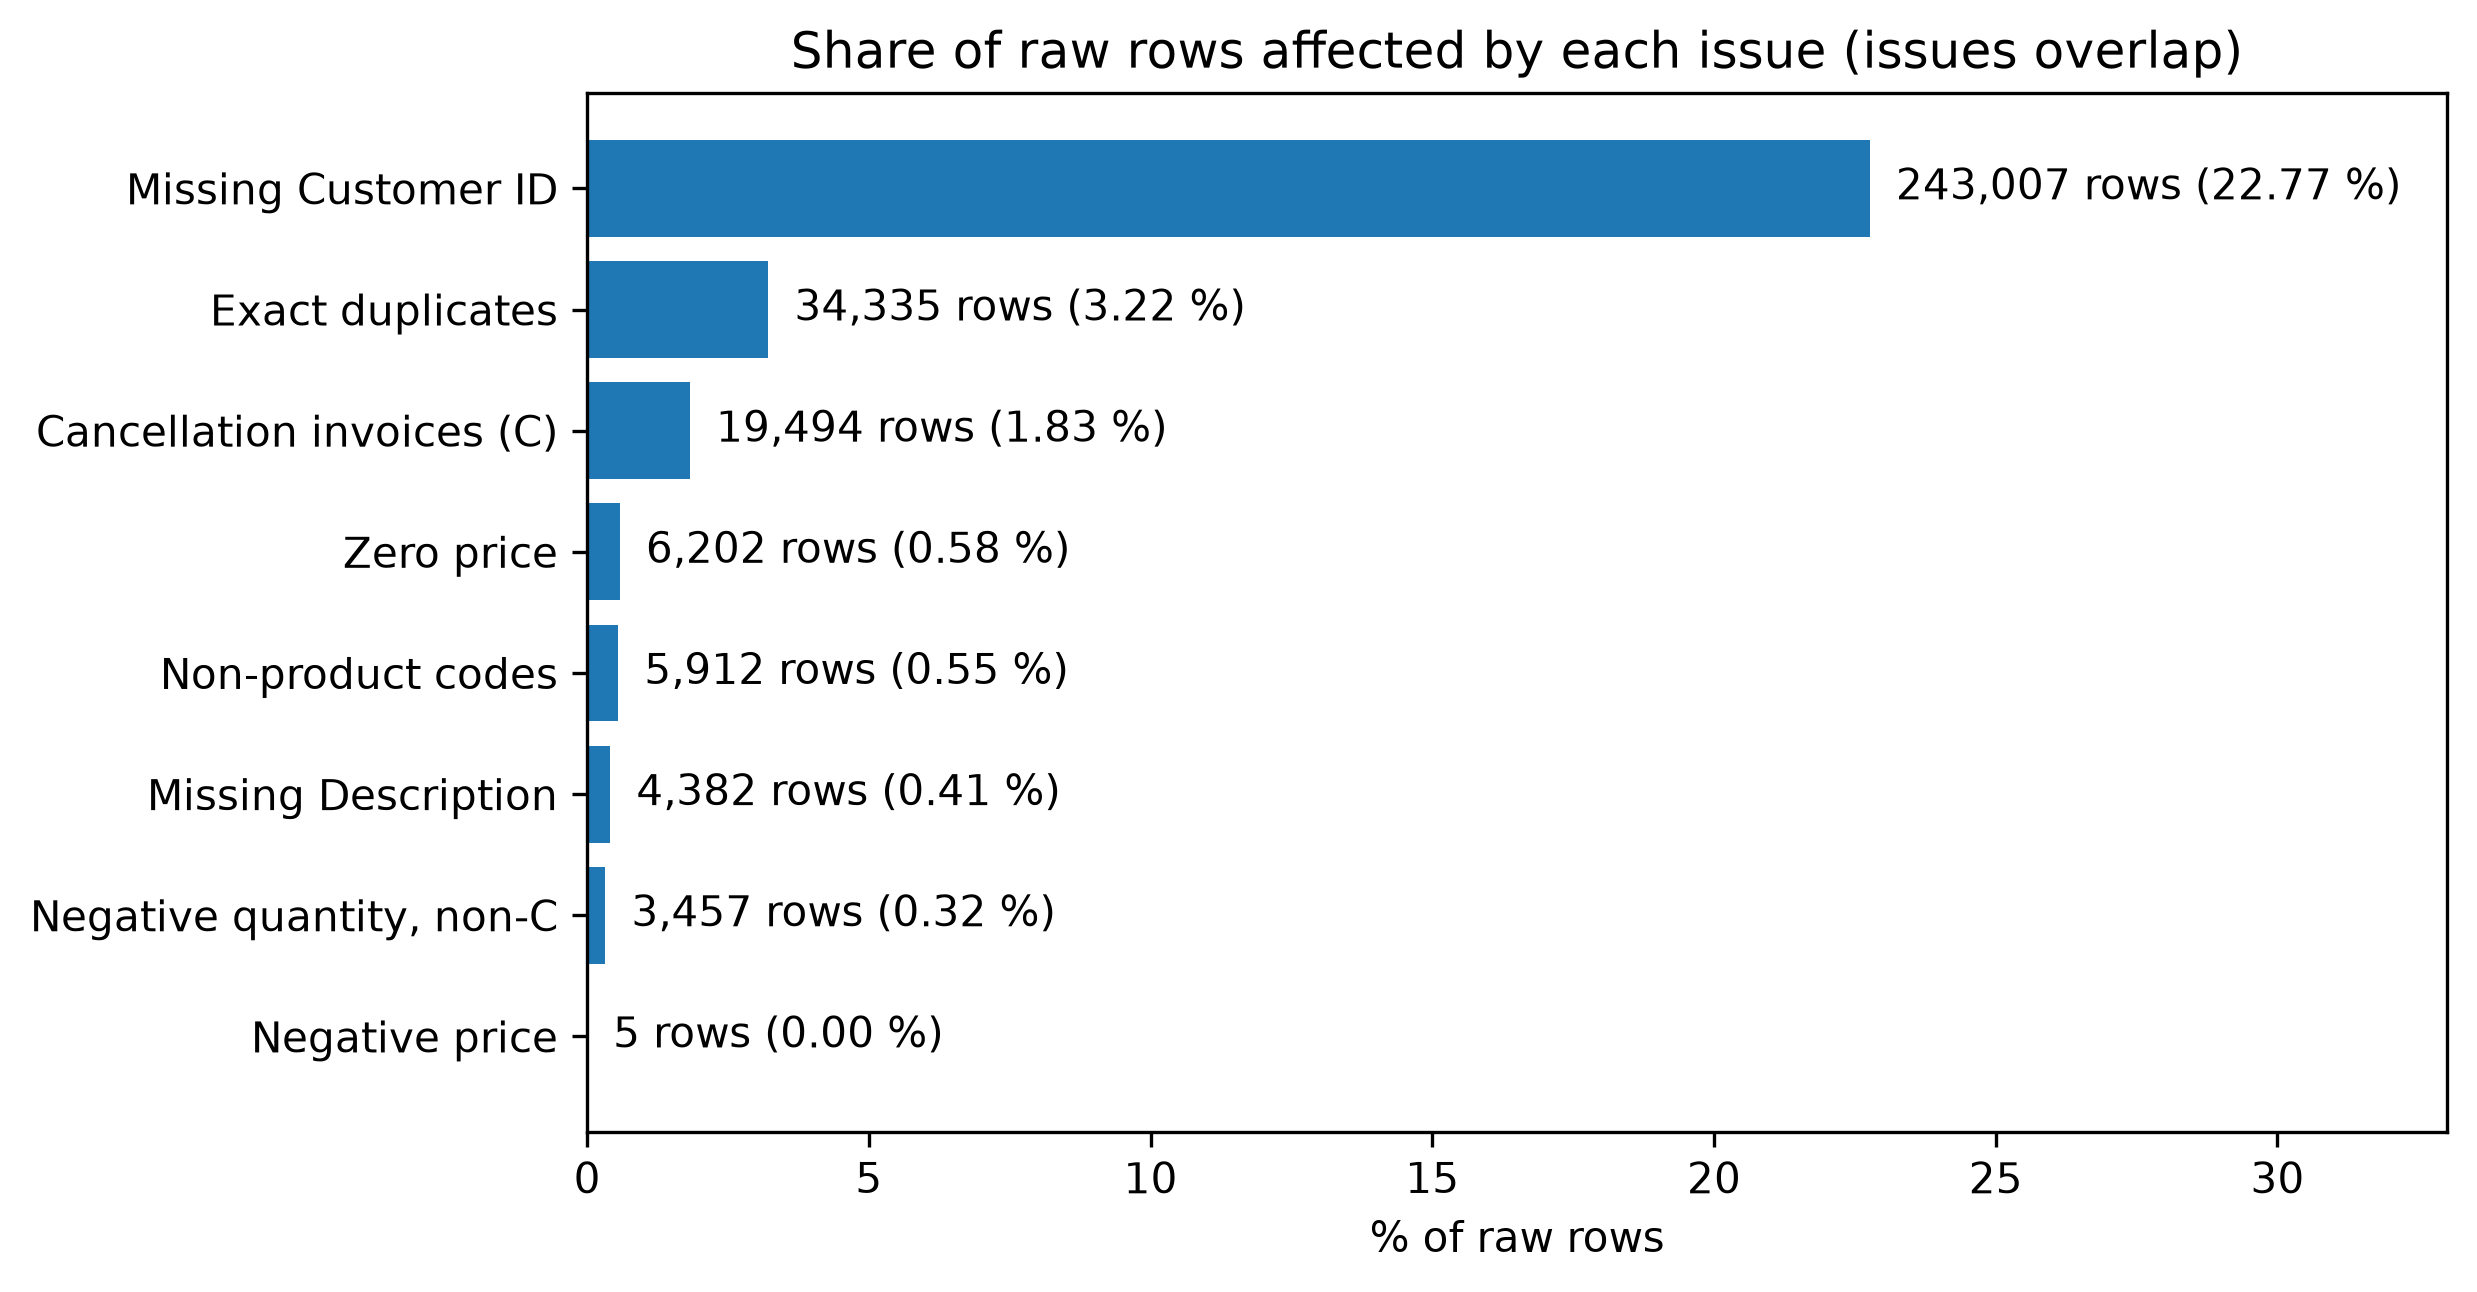 Share of raw rows affected by each issue (issues overlap)
Missing Customer ID 243,007 rows (22.77 %)
Exact duplicates 34,335 rows (3.22 %)
Cancellation invoices (C) 19,494 rows (1.83 %)
Zero price 6,202 rows (0.58 %)
Non-product codes 5,912 rows (0.55 %)
Missing Description 4,382 rows (0.41 %)
Negative quantity, non-C 3,457 rows (0.32 %)
Negative price 5 rows (0.00 %)
0 5 10 15 20 25 30
% of raw rows